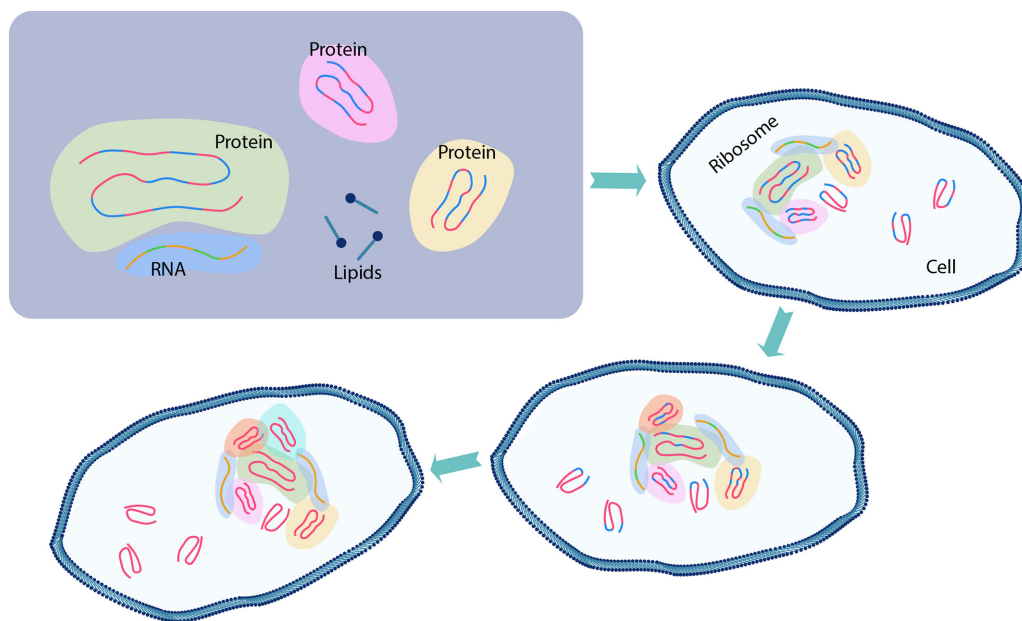 Protein
Protein
Protein
RNA
Lipids
Ribosome
Cell